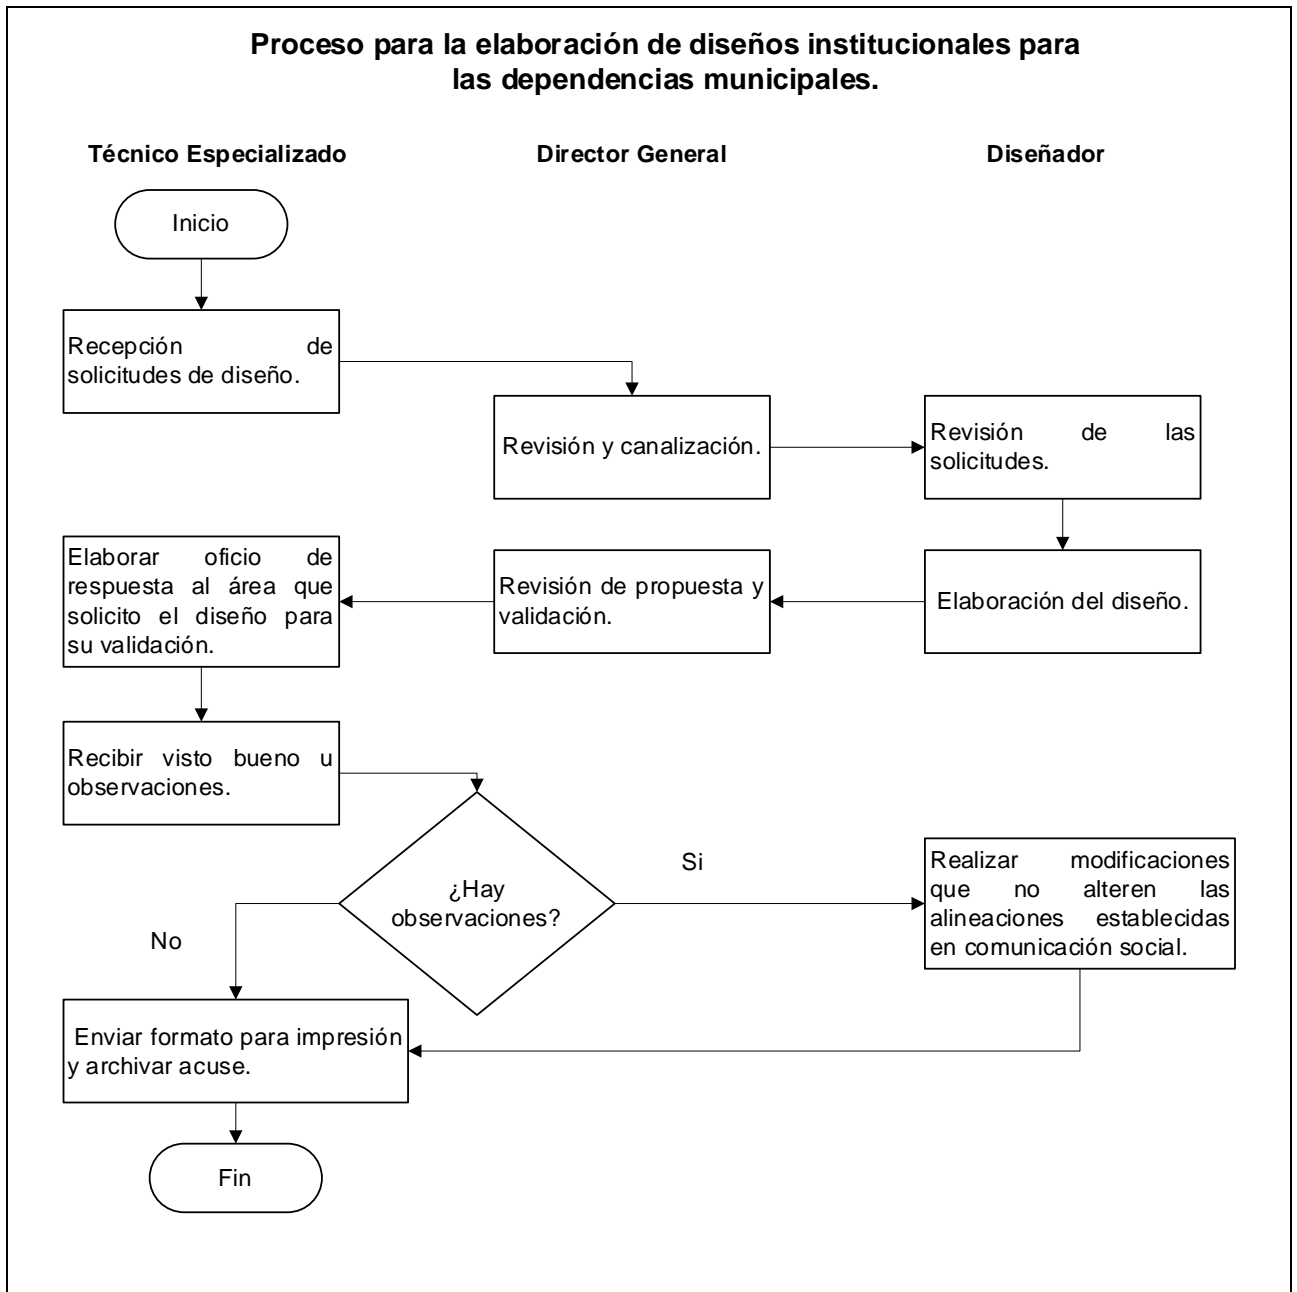 Proceso para la elaboración de diseños institucionales para
las dependencias municipales.
Técnico Especializado
Director General
Diseñador
Inicio
Recepción de
solicitudes de diseño.
Revisión y canalización.
Revisión de las
solicitudes.
Elaborar oficio de
respuesta al área que
solicito el diseño para
su validación.
Revisión de propuesta y
validación.
Elaboración del diseño.
Recibir visto bueno u
observaciones.
¿Hay
observaciones?
Si
No
Realizar modificaciones
que no alteren las
alineaciones establecidas
en comunicación social.
Enviar formato para impresión
y archivar acuse.
Fin